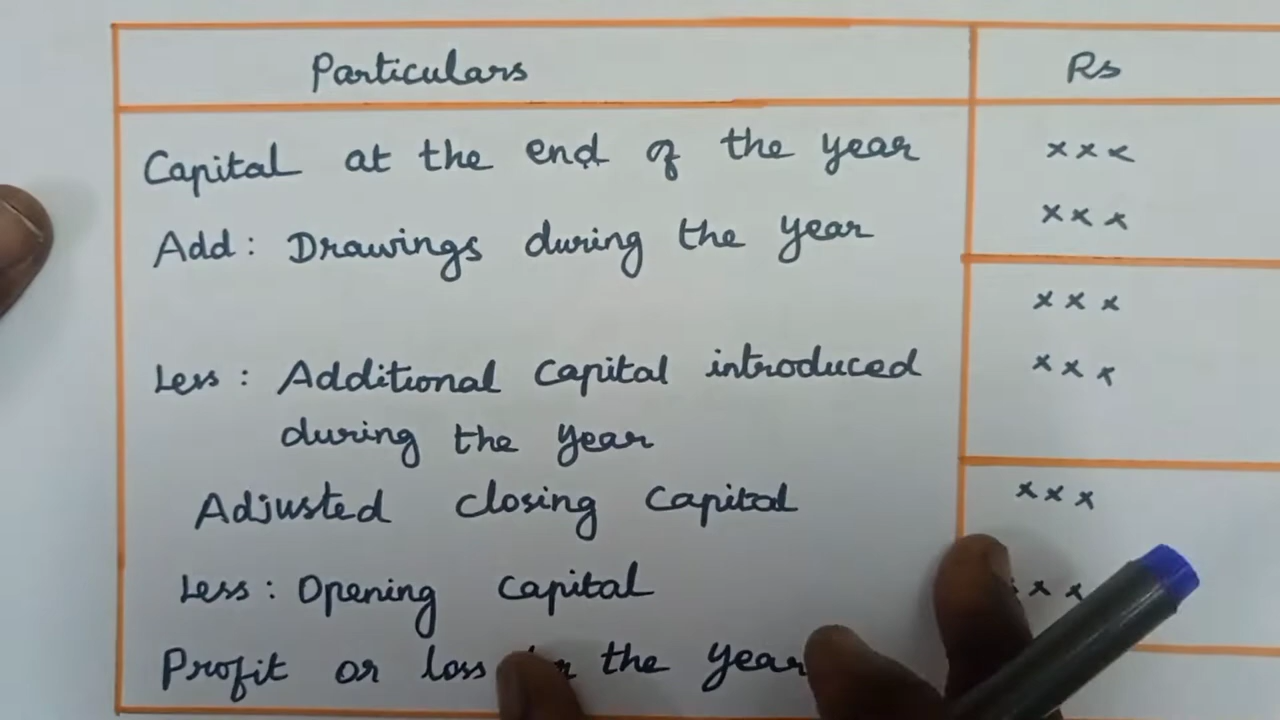 Particulars Rs
Capital at the end of the year xxx
Add: Drawings during the year xxx
xxx
Less: Additional capital introduced xxx
during the year
Adjusted closing capital xxx
Less: Opening capital xx
Profit or loss the year